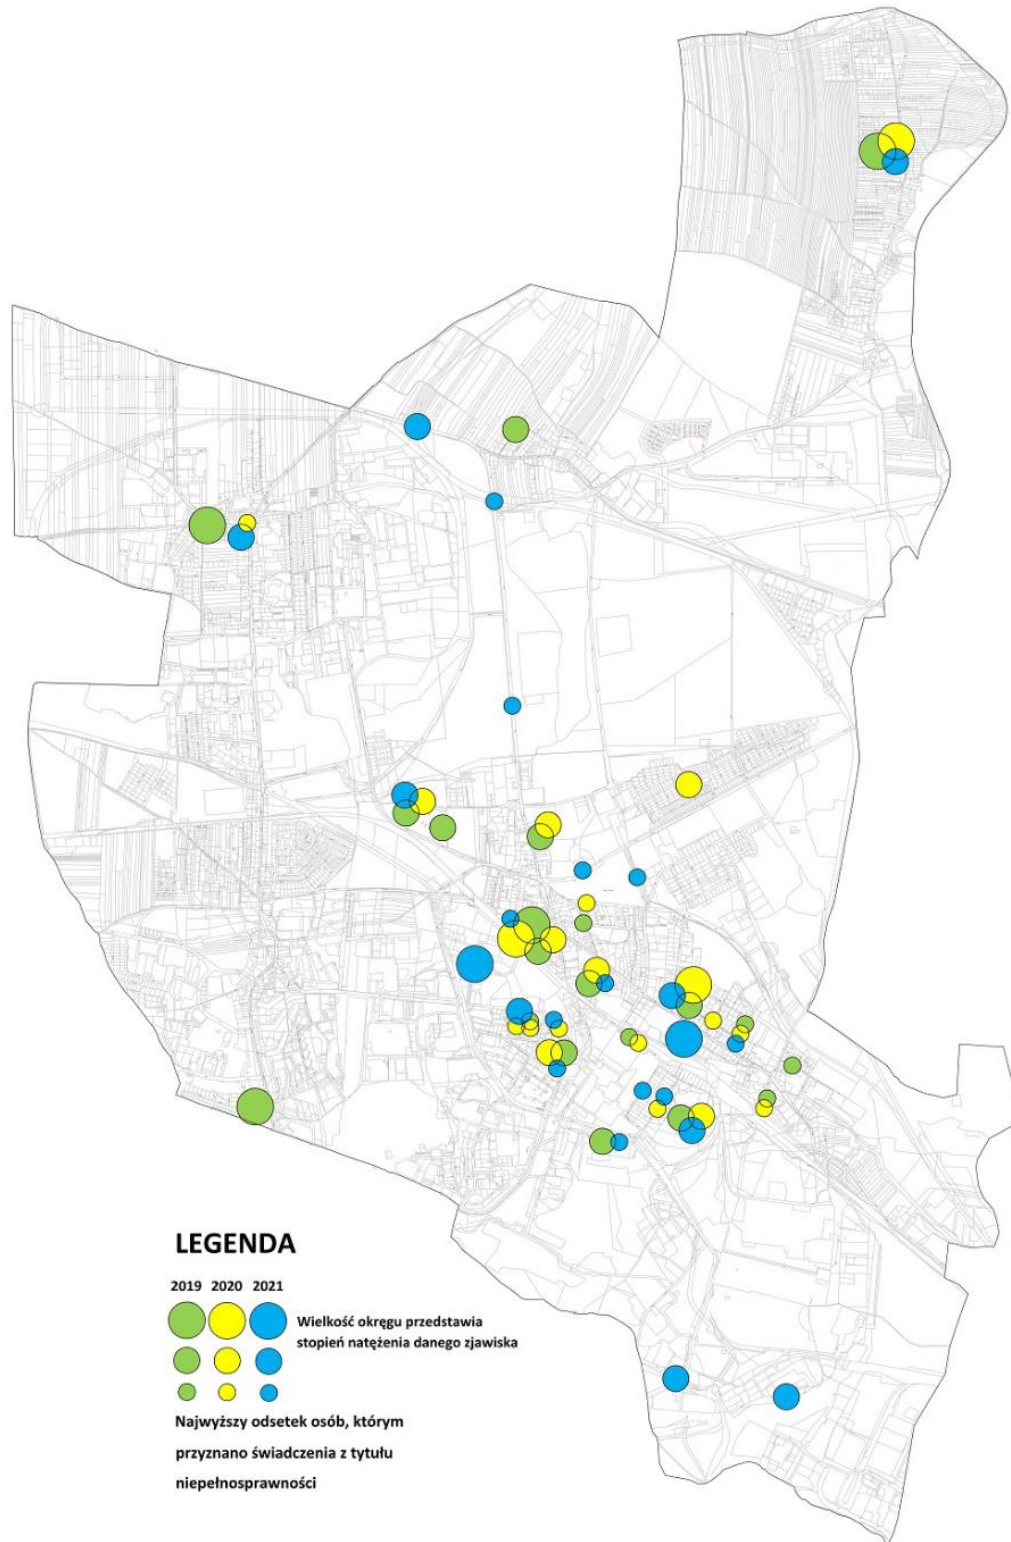 LEGENDA
2019 2020 2021
Wielkość okręgu przedstawia
stopień natężenia danego zjawiska
Najwyższy odsetek osób, którym
przyznano świadczenia z tytułu
niepełnosprawności